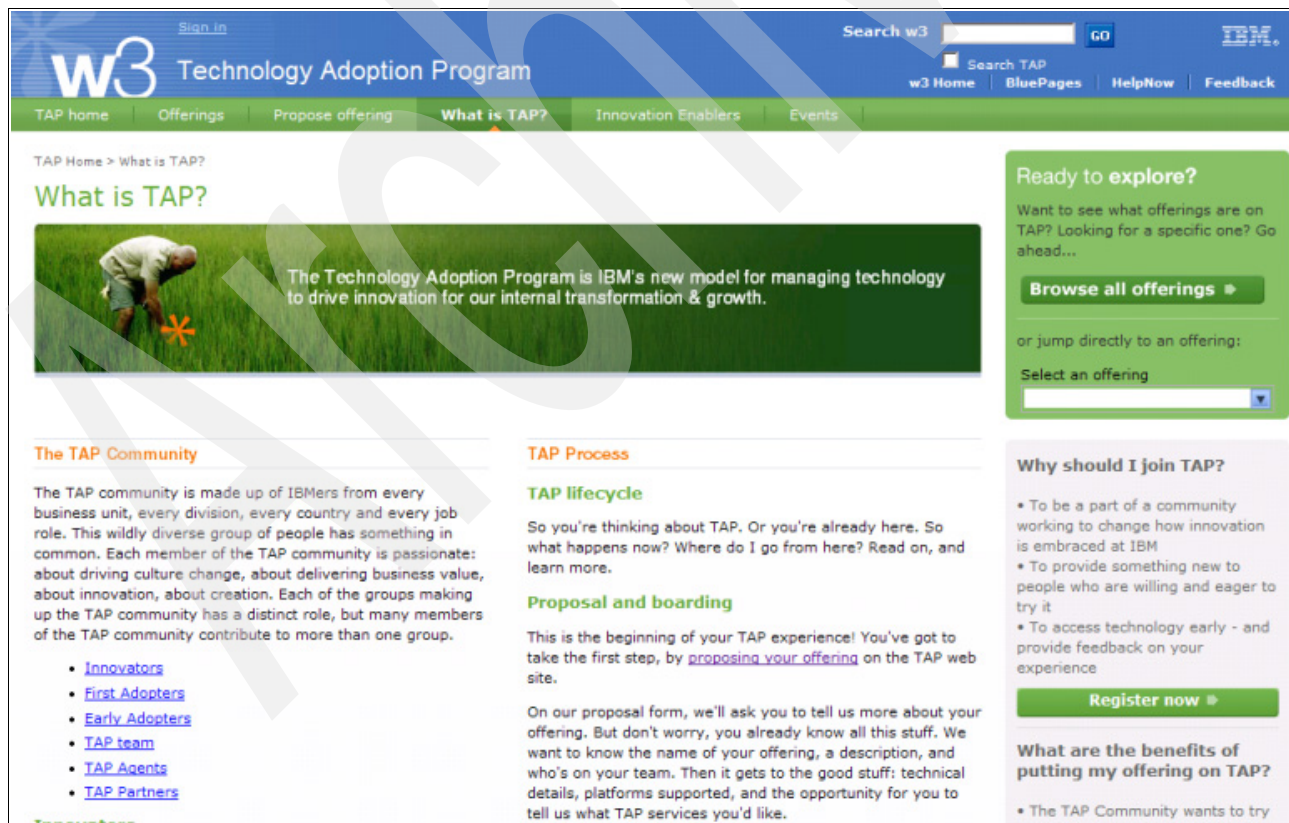 Sign in
Search w3
GO
IBM.
Search TAP
w3 Technology Adoption Program
w3 Home | BluePages | HelpNow | Feedback
TAP home
Offerings
Propose offering
What is TAP?
Innovation Enablers
Events
TAP Home > What is TAP?
What is TAP?
The Technology Adoption Program is IBM's new model for managing technology
to drive innovation for our internal transformation & growth.
The TAP Community
The TAP community is made up of IBMers from every
business unit, every division, every country and every job
role. This wildly diverse group of people has something in
common. Each member of the TAP community is passionate:
about driving culture change, about delivering business value,
about innovation, about creation. Each of the groups making
up the TAP community has a distinct role, but many members
of the TAP community contribute to more than one group.
• Innovators
• First Adopters
• Early Adopters
• TAP team
• TAP Agents
• TAP Partners
Innovators
TAP Process
TAP lifecycle
So you're thinking about TAP. Or you're already here. So
what happens now? Where do I go from here? Read on, and
learn more.
Proposal and boarding
This is the beginning of your TAP experience! You've got to
take the first step, by proposing your offering on the TAP web
site.
On our proposal form, we'll ask you to tell us more about your
offering. But don't worry, you already know all this stuff. We
want to know the name of your offering, a description, and
who's on your team. Then it gets to the good stuff: technical
details, platforms supported, and the opportunity for you to
tell us what TAP services you'd like.
Ready to explore?
Want to see what offerings are on
TAP? Looking for a specific one? Go
ahead...
Browse all offerings
or jump directly to an offering:
Select an offering
Why should I join TAP?
• To be a part of a community
working to change how innovation
is embraced at IBM
• To provide something new to
people who are willing and eager to
try it
• To access technology early - and
provide feedback on your
experience
Register now
What are the benefits of
putting my offering on TAP?
• The TAP Community wants to try